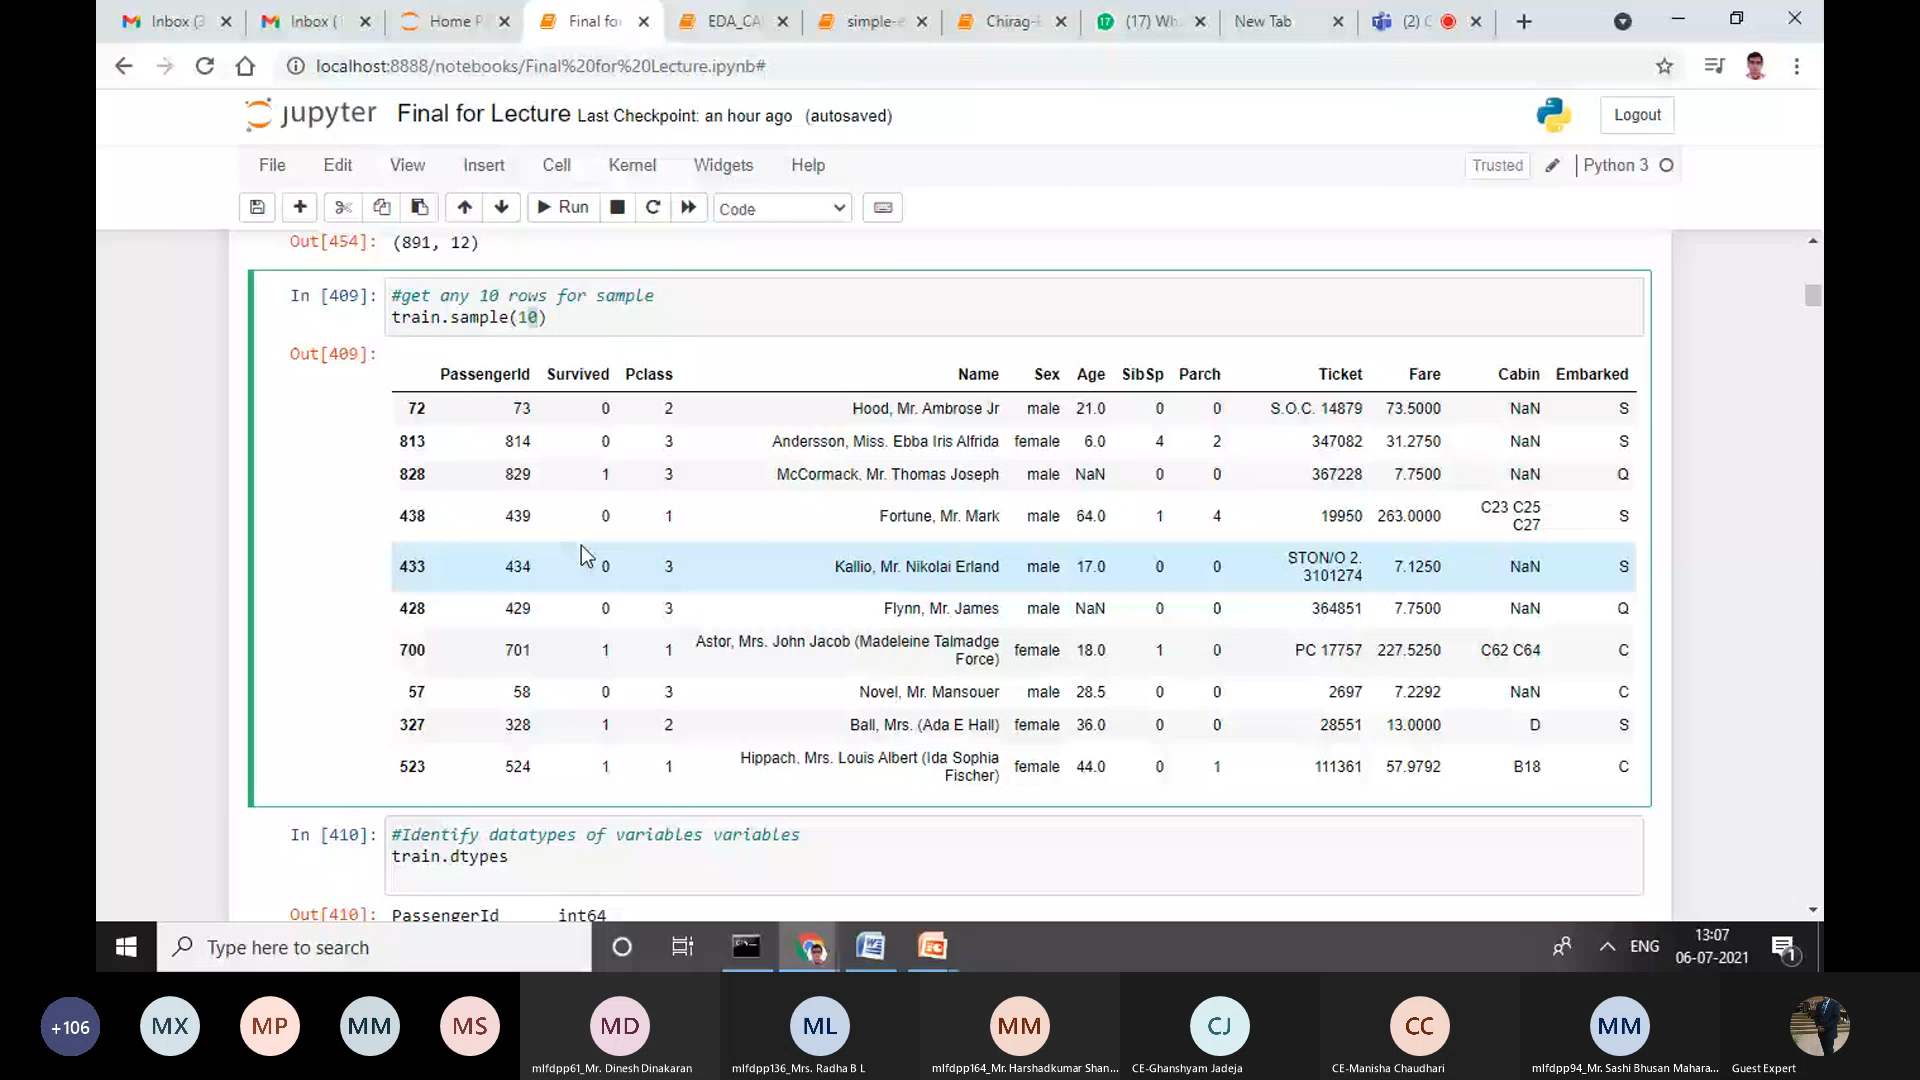 Inbox (3
Inbox (
Home P
Final fo
EDA_CA
simple-e
Chirag-
(17) Wh
New Tab
(2)
localhost:8888/notebooks/Final%20for%20Lecture.ipynb#
jupyter Final for Lecture Last Checkpoint: an hour ago (autosaved)
Logout
File Edit View Insert Cell Kernel Widgets Help
Trusted Python 3
Run Code
Out[454]: (891, 12)
In [409]: #get any 10 rows for sample
train.sample(10)
Out[409]:
PassengerId Survived Pclass Name Sex Age SibSp Parch Ticket Fare Cabin Embarked
72 73 0 2 Hood, Mr. Ambrose Jr male 21.0 0 0 S.O.C. 14879 73.5000 NaN S
813 814 0 3 Andersson, Miss. Ebba Iris Alfrida female 6.0 4 2 347082 31.2750 NaN S
828 829 1 3 McCormack, Mr. Thomas Joseph male NaN 0 0 367228 7.7500 NaN Q
438 439 0 1 Fortune, Mr. Mark male 64.0 1 4 19950 263.0000 C23 C25
C27 S
433 434 0 3 Kallio, Mr. Nikolai Erland male 17.0 0 0 STON/O 2.
3101274 7.1250 NaN S
428 429 0 3 Flynn, Mr. James male NaN 0 0 364851 7.7500 NaN Q
700 701 1 1 Astor, Mrs. John Jacob (Madeleine Talmadge
Force) female 18.0 1 0 PC 17757 227.5250 C62 C64 C
57 58 0 3 Novel, Mr. Mansouer male 28.5 0 0 2697 7.2292 NaN C
327 328 1 2 Ball, Mrs. (Ada E Hall) female 36.0 0 0 28551 13.0000 D S
523 524 1 1 Hippach, Mrs. Louis Albert (Ida Sophia
Fischer) female 44.0 0 1 111361 57.9792 B18 C
In [410]: #Identify datatypes of variables variables
train.dtypes
Out[410]: PassengerId int64
Type here to search
ENG
13:07
06-07-2021
1
+106 MX MP MM MS MD ML MM CJ CC MM
mlfdpp61_Mr. Dinesh Dinakaran
mlfdpp136_Mrs. Radha B L
mlfdpp164_Mr. Harshadkumar Shan...
CE-Ghanshyam Jadeja
CE-Manisha Chaudhari
mlfdpp94_Mr. Sashi Bhusan Mahara...
Guest Expert